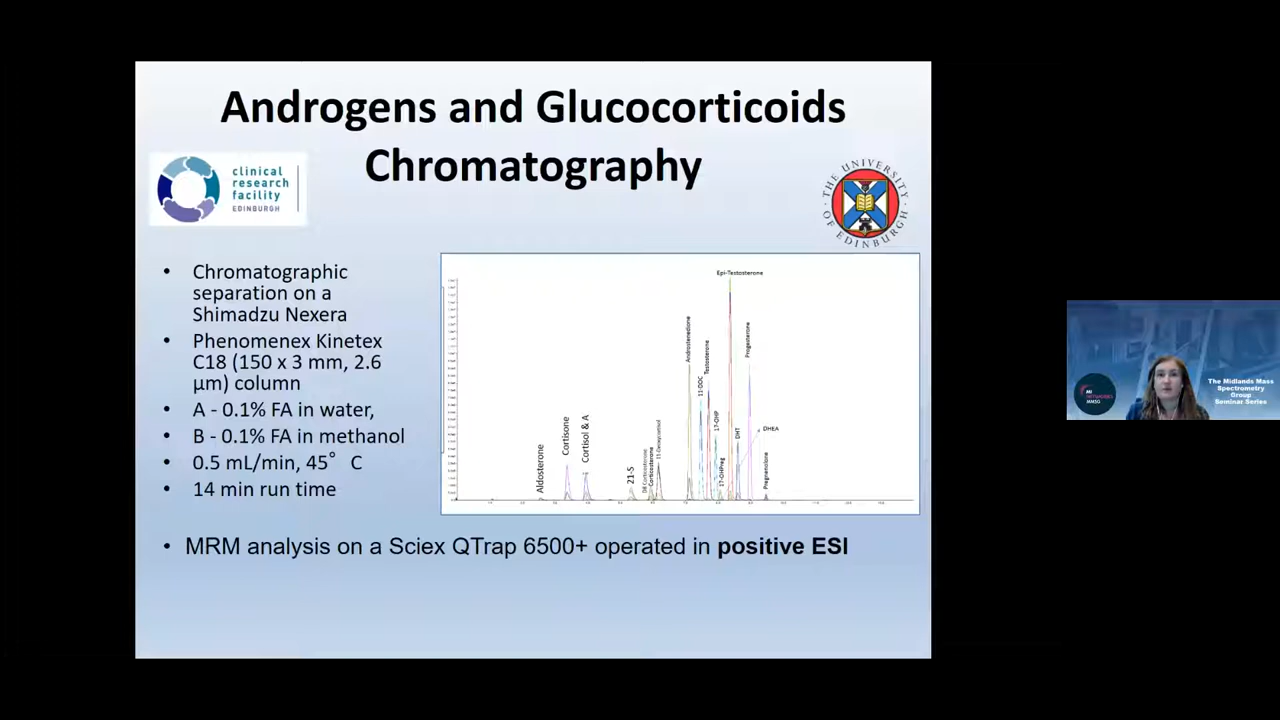 Androgens and Glucocorticoids
Chromatography
clinical
research
facility
EDINBURGH
THE UNIVERSITY
OF EDINBURGH
• Chromatographic
separation on a
Shimadzu Nexera
• Phenomenex Kinetex
C18 (150 x 3 mm, 2.6
µm) column
• A - 0.1% FA in water,
• B - 0.1% FA in methanol
• 0.5 mL/min, 45° C
• 14 min run time
Aldosterone
Cortisone
Cortisol & A
21-S
Corticosterone
11-Deoxycortisol
Androstenedione
11-DOC
Testosterone
17-OHP
17-OHPreg
Epi-Testosterone
DHT
Progesterone
DHEA
Pregnenolone
• MRM analysis on a Sciex QTrap 6500+ operated in positive ESI
The Midlands Mass
Spectrometry
Group
Seminar Series